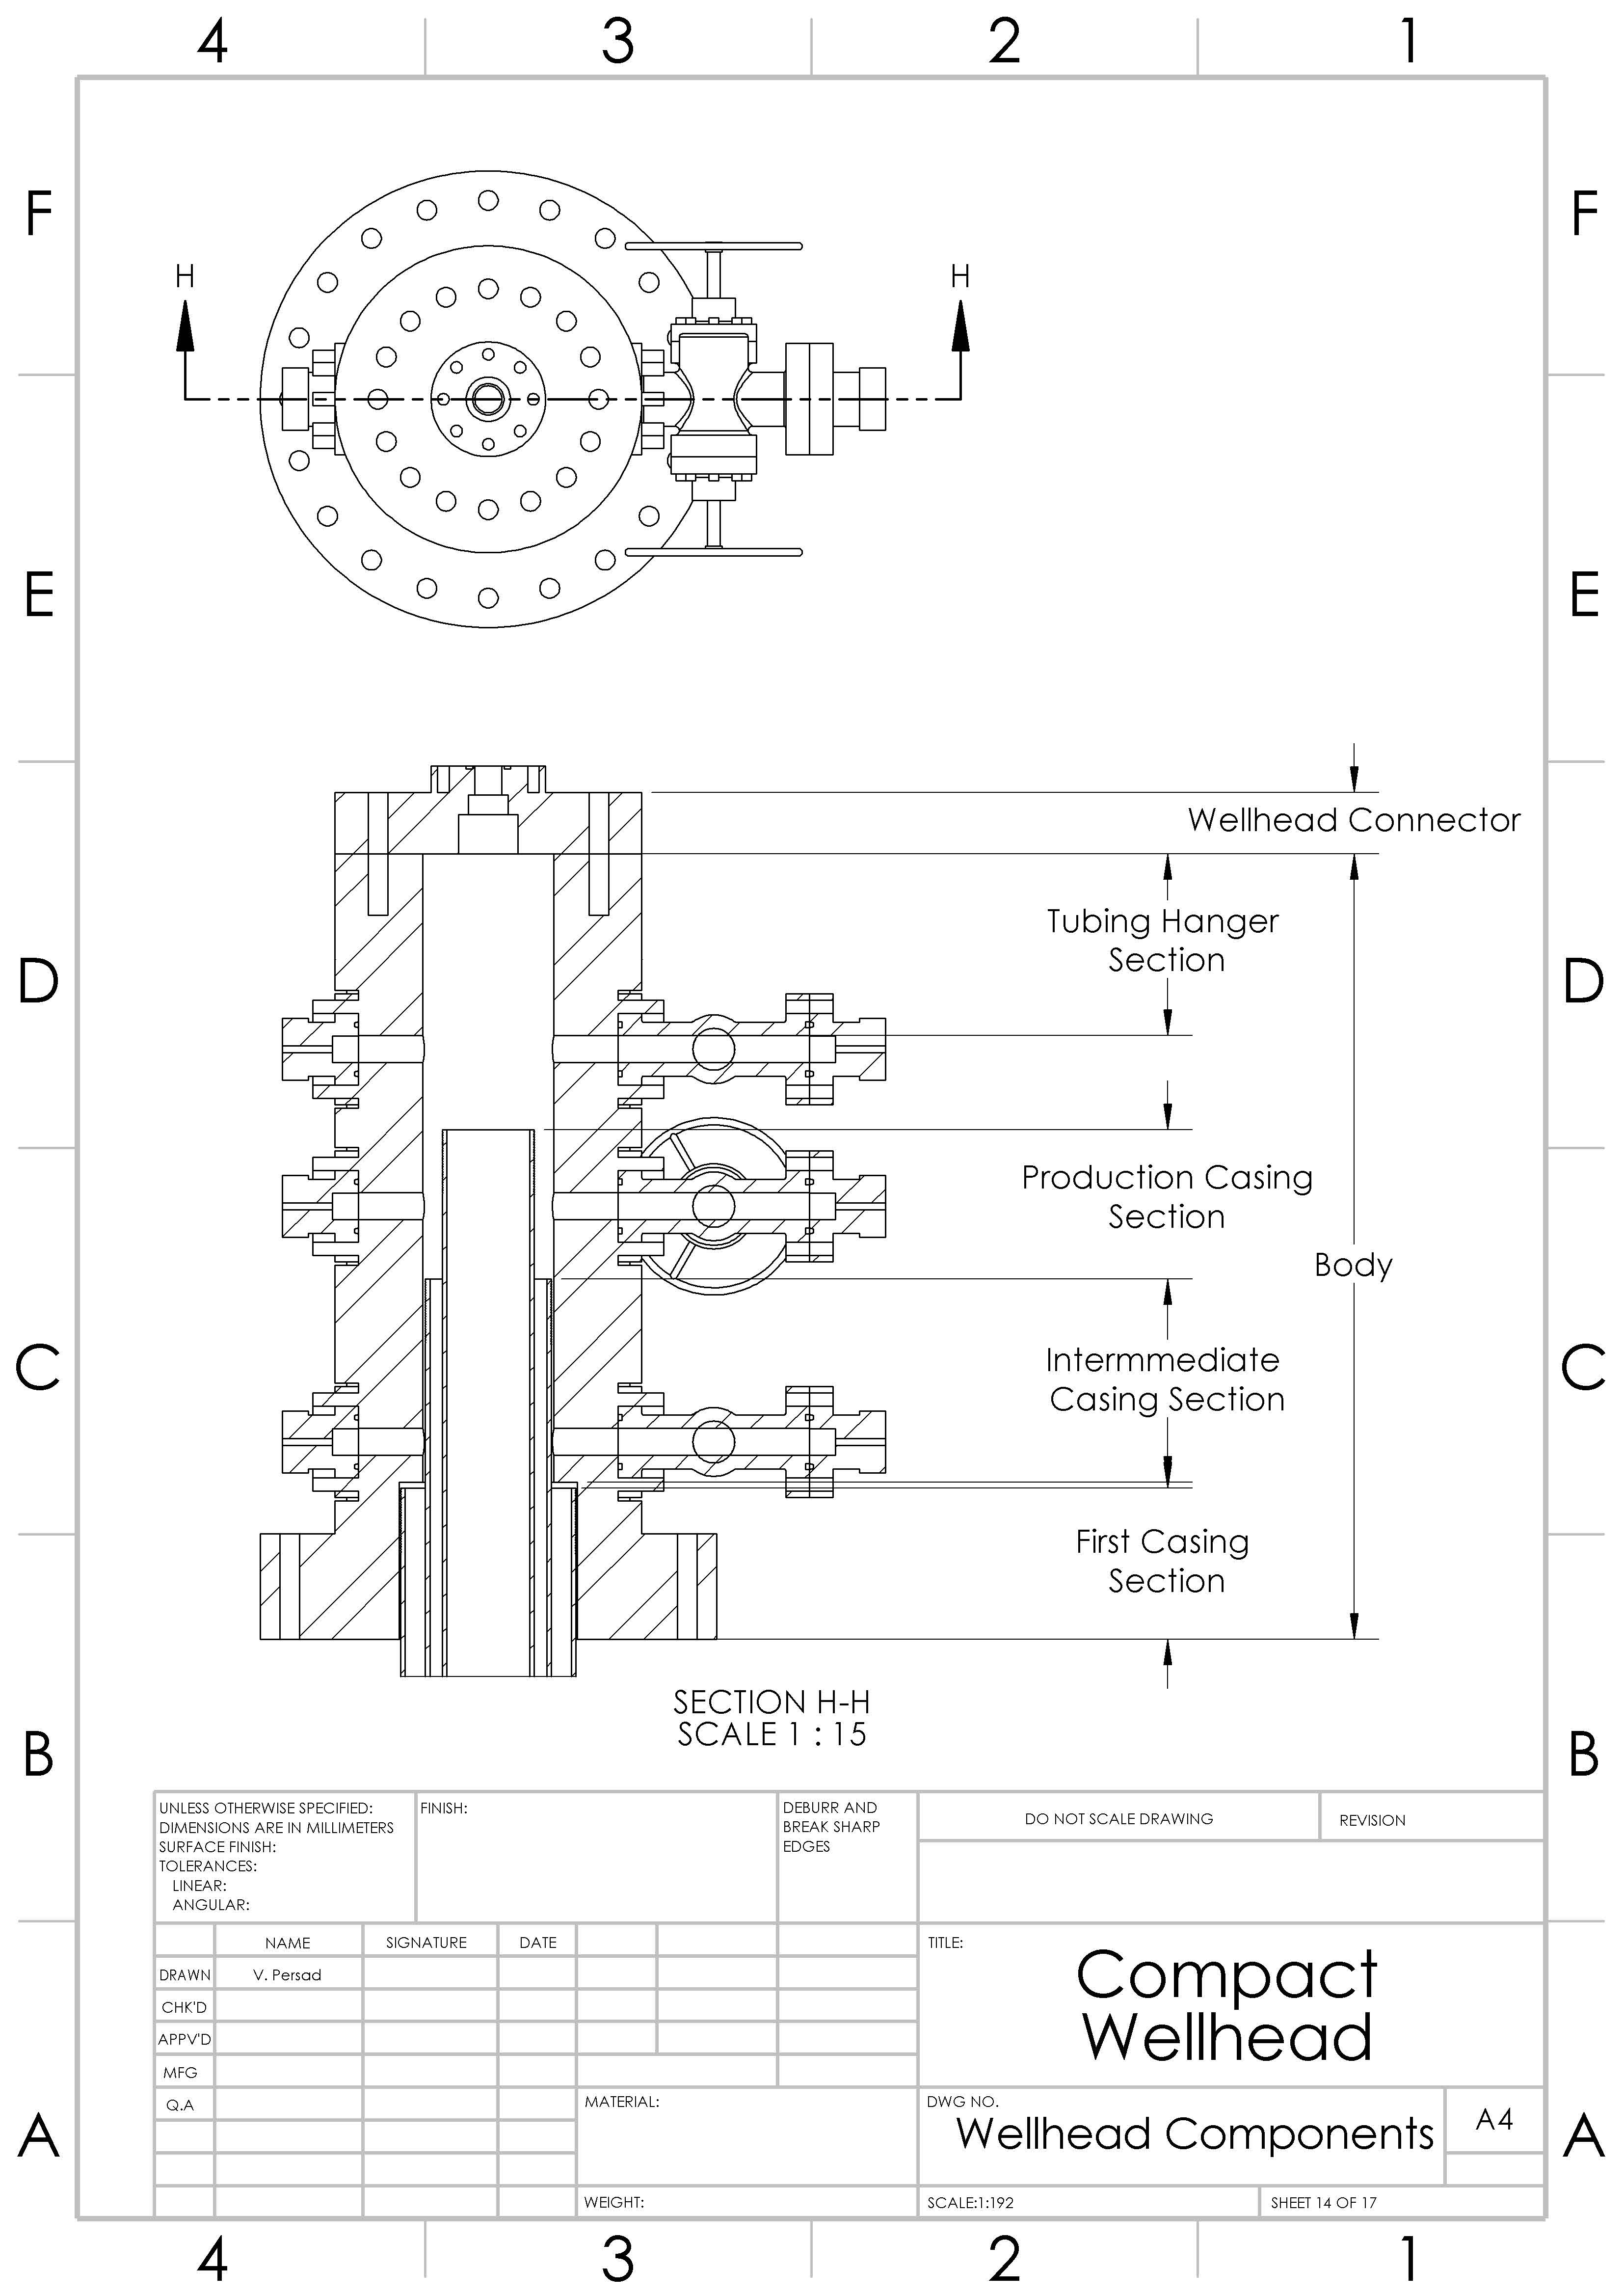 4 3 2 1
F F
H H
E E
Wellhead Connector
Tubing Hanger
Section
D D
Production Casing
Section
Body
Intermmediate
Casing Section
C C
First Casing
Section
SECTION H-H
SCALE 1 : 15
B B
UNLESS OTHERWISE SPECIFIED:
DIMENSIONS ARE IN MILLIMETERS
SURFACE FINISH:
TOLERANCES:
LINEAR:
ANGULAR:
FINISH:
DEBURR AND
BREAK SHARP
EDGES
DO NOT SCALE DRAWING
REVISION
NAME SIGNATURE DATE
DRAWN V. Persad
CHK'D
APPV'D
MFG
Q.A
MATERIAL:
WEIGHT:
TITLE:
Compact
Wellhead
DWG NO.
Wellhead Components
A4
SCALE:1:192
SHEET 14 OF 17
A A
4 3 2 1